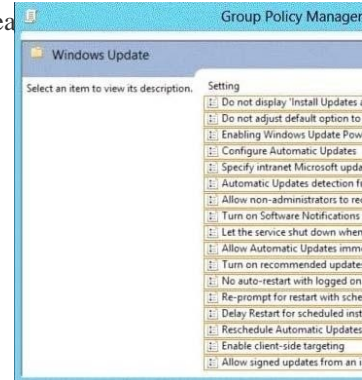 Group Policy Manager
Windows Update
Select an item to view its description.
Setting
Do not display 'Install Updates
Do not adjust default option to
Enabling Windows Update Pow
Configure Automatic Updates
Specify intranet Microsoft upda
Automatic Updates detection fr
Allow non-administrators to rec
Turn on Software Notifications
Let the service shut down when
Allow Automatic Updates imme
Turn on recommended updates
No auto-restart with logged on
Re-prompt for restart with sche
Delay Restart for scheduled inst
Reschedule Automatic Updates
Enable client-side targeting
Allow signed updates from an i